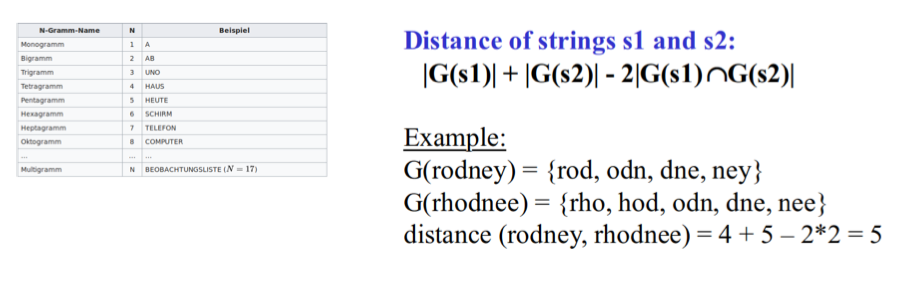 N-Gramm-Name N Beispiel
Monogramm 1 A
Bigramm 2 AB
Trigramm 3 UNO
Tetragramm 4 HAUS
Pentagramm 5 HEUTE
Hexagramm 6 SCHIRM
Heptagramm 7 TELEFON
Oktogramm 8 COMPUTER
... ... ...
Multigramm N BEOBACHTUNGSLISTE (N = 17)
Distance of strings s1 and s2:
|G(s1)| + |G(s2)| - 2|G(s1)∩G(s2)|
Example:
G(rodney) = {rod, odn, dne, ney}
G(rhodnee) = {rho, hod, odn, dne, nee}
distance (rodney, rhodnee) = 4 + 5 – 2*2 = 5